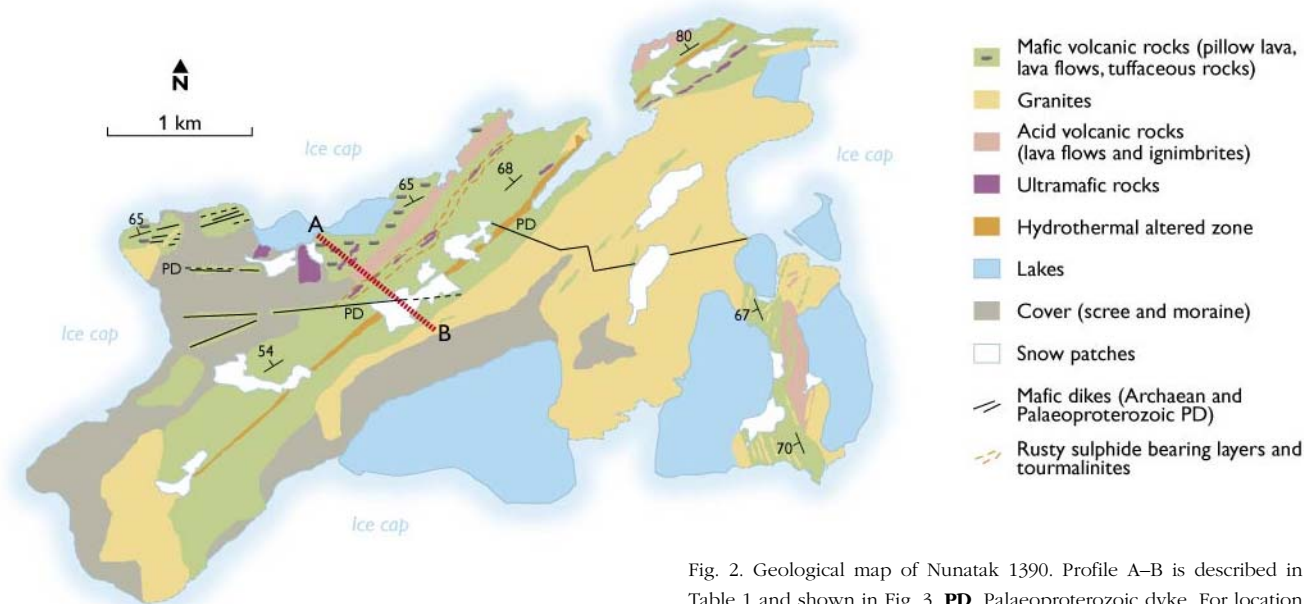 80
N
1 km
Ice cap
Ice cap
68
65
65
A
PD
PD
PD
67
B
Ice cap
54
70
Ice cap
Mafic volcanic rocks (pillow lava,
lava flows, tuffaceous rocks)
Granites
Acid volcanic rocks
(lava flows and ignimbrites)
Ultramafic rocks
Hydrothermal altered zone
Lakes
Cover (scree and moraine)
Snow patches
Mafic dikes (Archaean and
Palaeoproterozoic PD)
Rusty sulphide bearing layers and
tourmalinites
Fig. 2. Geological map of Nunatak 1390. Profile A–B is described in
Table 1 and shown in Fig. 3. PD, Palaeoproterozoic dyke. For location